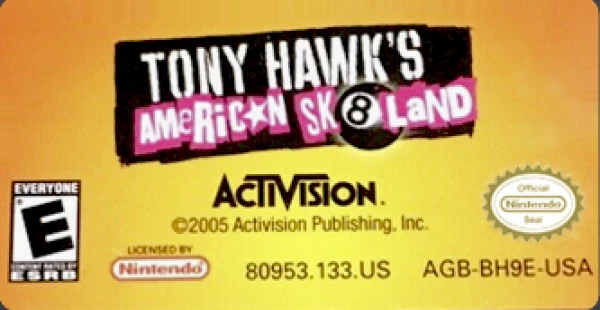 TONY HAWK'S
AMeRiC★N SK8LaND
ACTIVISION.
©2005 Activision Publishing, Inc.
EVERYONE
E
CONTENT RATED BY
ESRB
LICENSED BY
Nintendo
80953.133.US
AGB-BH9E-USA
Official
Nintendo
Seal